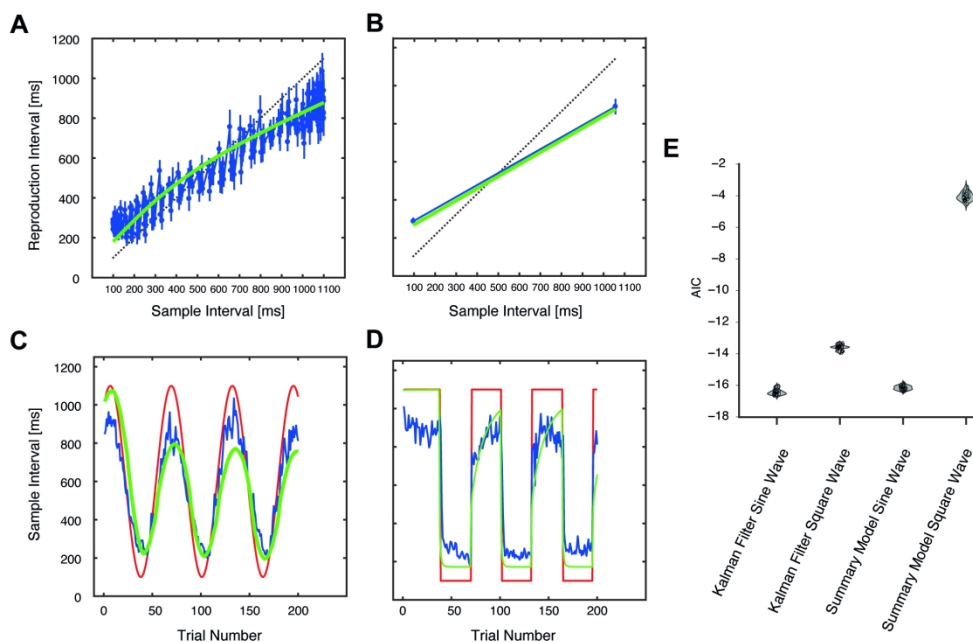 A
B
Reproduction Interval [ms]
1200
1000
800
600
400
200
0
100 200 300 400 500 600 700 800 900 1000 1100
Sample Interval [ms]
100 200 300 400 500 600 700 800 900 1000 1100
Sample Interval [ms]
C
D
Sample Interval [ms]
1200
1000
800
600
400
200
0
0 50 100 150 200
Trial Number
0 50 100 150 200
Trial Number
E
AIC
−2
−4
−6
−8
−10
−12
−14
−16
−18
Kalman Filter Sine Wave
Kalman Filter Square Wave
Summary Model Sine Wave
Summary Model Square Wave